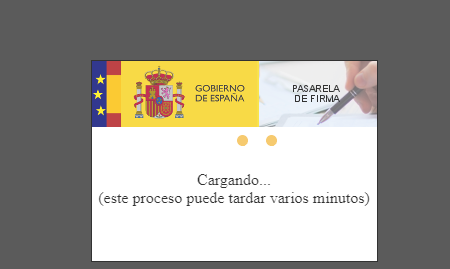 GOBIERNO
DE ESPAÑA
PASARELA
DE FIRMA
Cargando...
(este proceso puede tardar varios minutos)